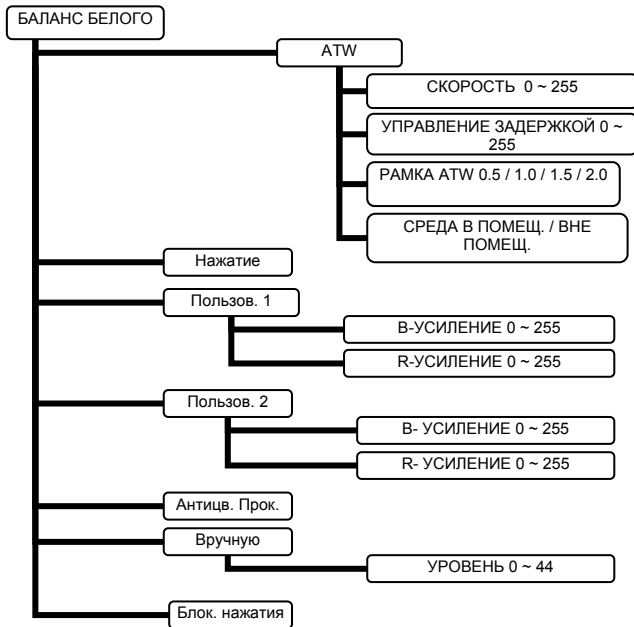 БАЛАНС БЕЛОГО
ATW
СКОРОСТЬ 0 ~ 255
УПРАВЛЕНИЕ ЗАДЕРЖКОЙ 0 ~
255
РАМКА ATW 0.5 / 1.0 / 1.5 / 2.0
СРЕДА В ПОМЕЩ. / ВНЕ
ПОМЕЩ.
Нажатие
Пользов. 1
B-УСИЛЕНИЕ 0 ~ 255
R-УСИЛЕНИЕ 0 ~ 255
Пользов. 2
B- УСИЛЕНИЕ 0 ~ 255
R- УСИЛЕНИЕ 0 ~ 255
Антицв. Прок.
Вручную
УРОВЕНЬ 0 ~ 44
Блок. нажатия